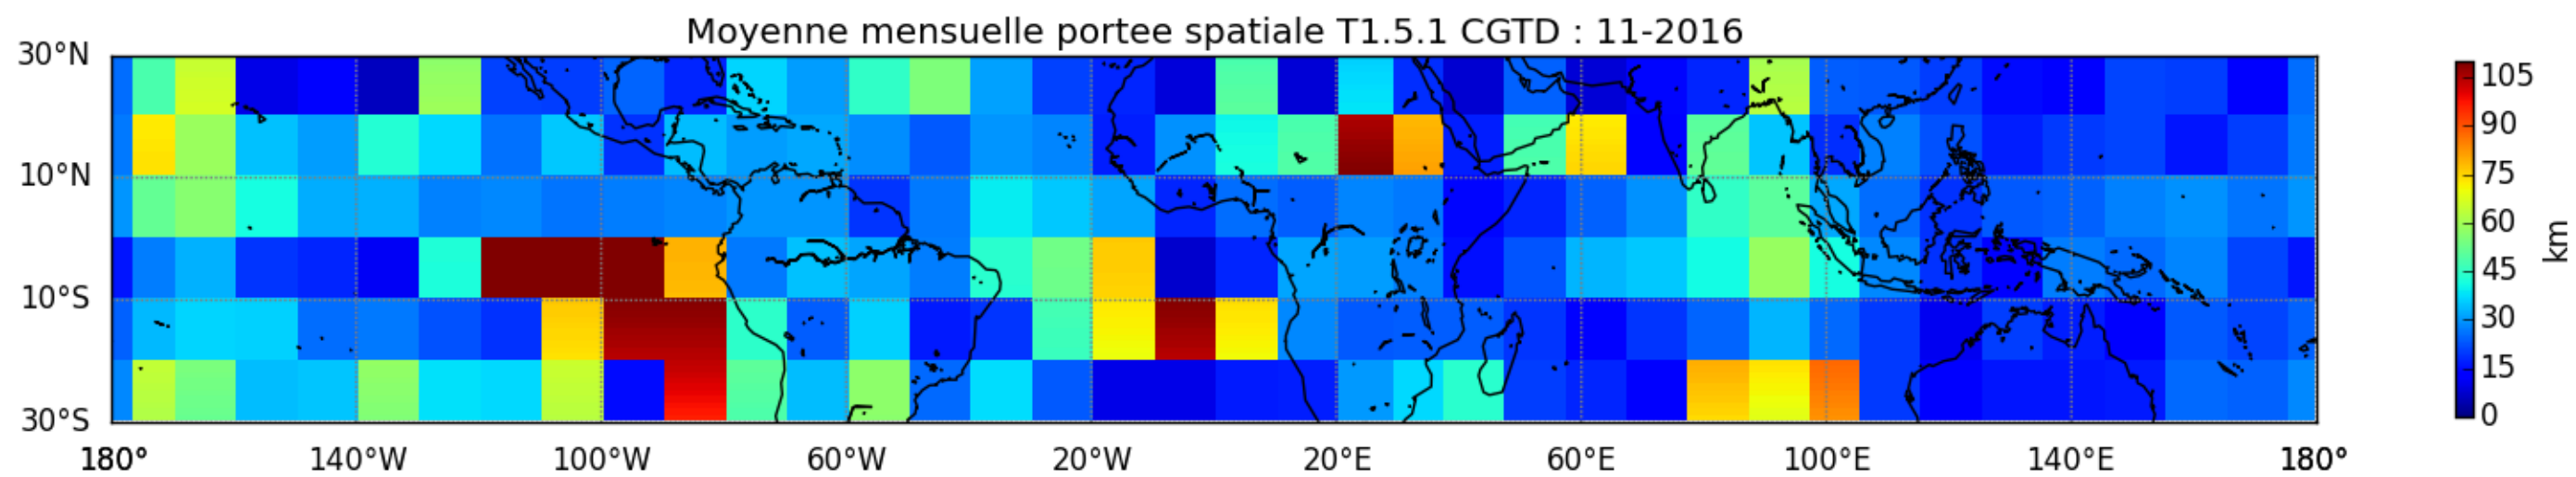 Moyenne mensuelle portee spatiale T1.5.1 CGTD : 11-2016
30°N
10°N
10°S
30°S
180° 140°W 100°W 60°W 20°W 20°E 60°E 100°E 140°E 180°
105
90
75
60
45
30
15
0
km